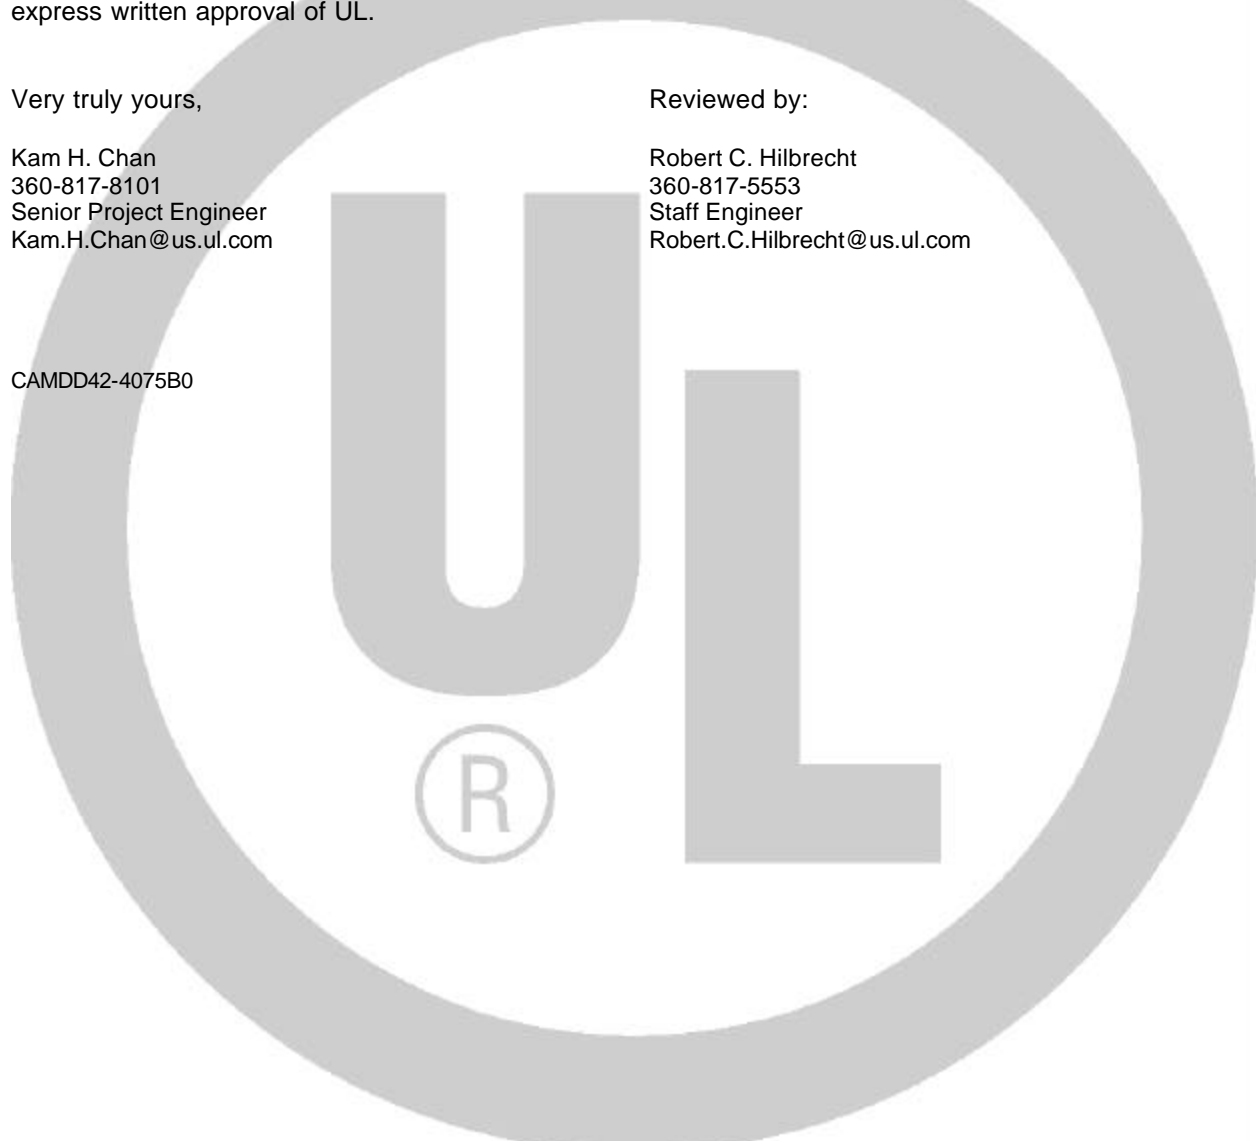 express written approval of UL.
Very truly yours,
Reviewed by:
Kam H. Chan
360-817-8101
Senior Project Engineer
Kam.H.Chan@us.ul.com
Robert C. Hilbrecht
360-817-5553
Staff Engineer
Robert.C.Hilbrecht@us.ul.com
CAMDD42-4075B0
UL
®